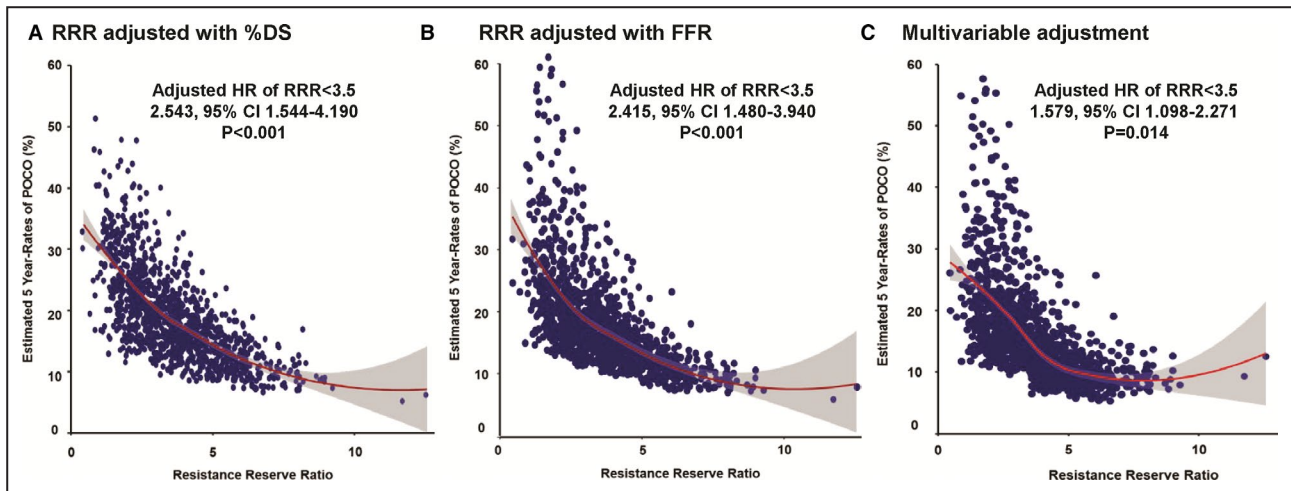 A RRR adjusted with %DS
Adjusted HR of RRR<3.5
2.543, 95% CI 1.544-4.190
P<0.001
Estimated 5 Year-Rates of POCO (%)
60
50
40
30
20
10
0
0
5
10
Resistance Reserve Ratio
B RRR adjusted with FFR
Adjusted HR of RRR<3.5
2.415, 95% CI 1.480-3.940
P<0.001
Estimated 5 Year-Rates of POCO (%)
60
50
40
30
20
10
0
0
5
10
Resistance Reserve Ratio
C Multivariable adjustment
Adjusted HR of RRR<3.5
1.579, 95% CI 1.098-2.271
P=0.014
Estimated 5 Year-Rates of POCO (%)
60
50
40
30
20
10
0
0
5
10
Resistance Reserve Ratio